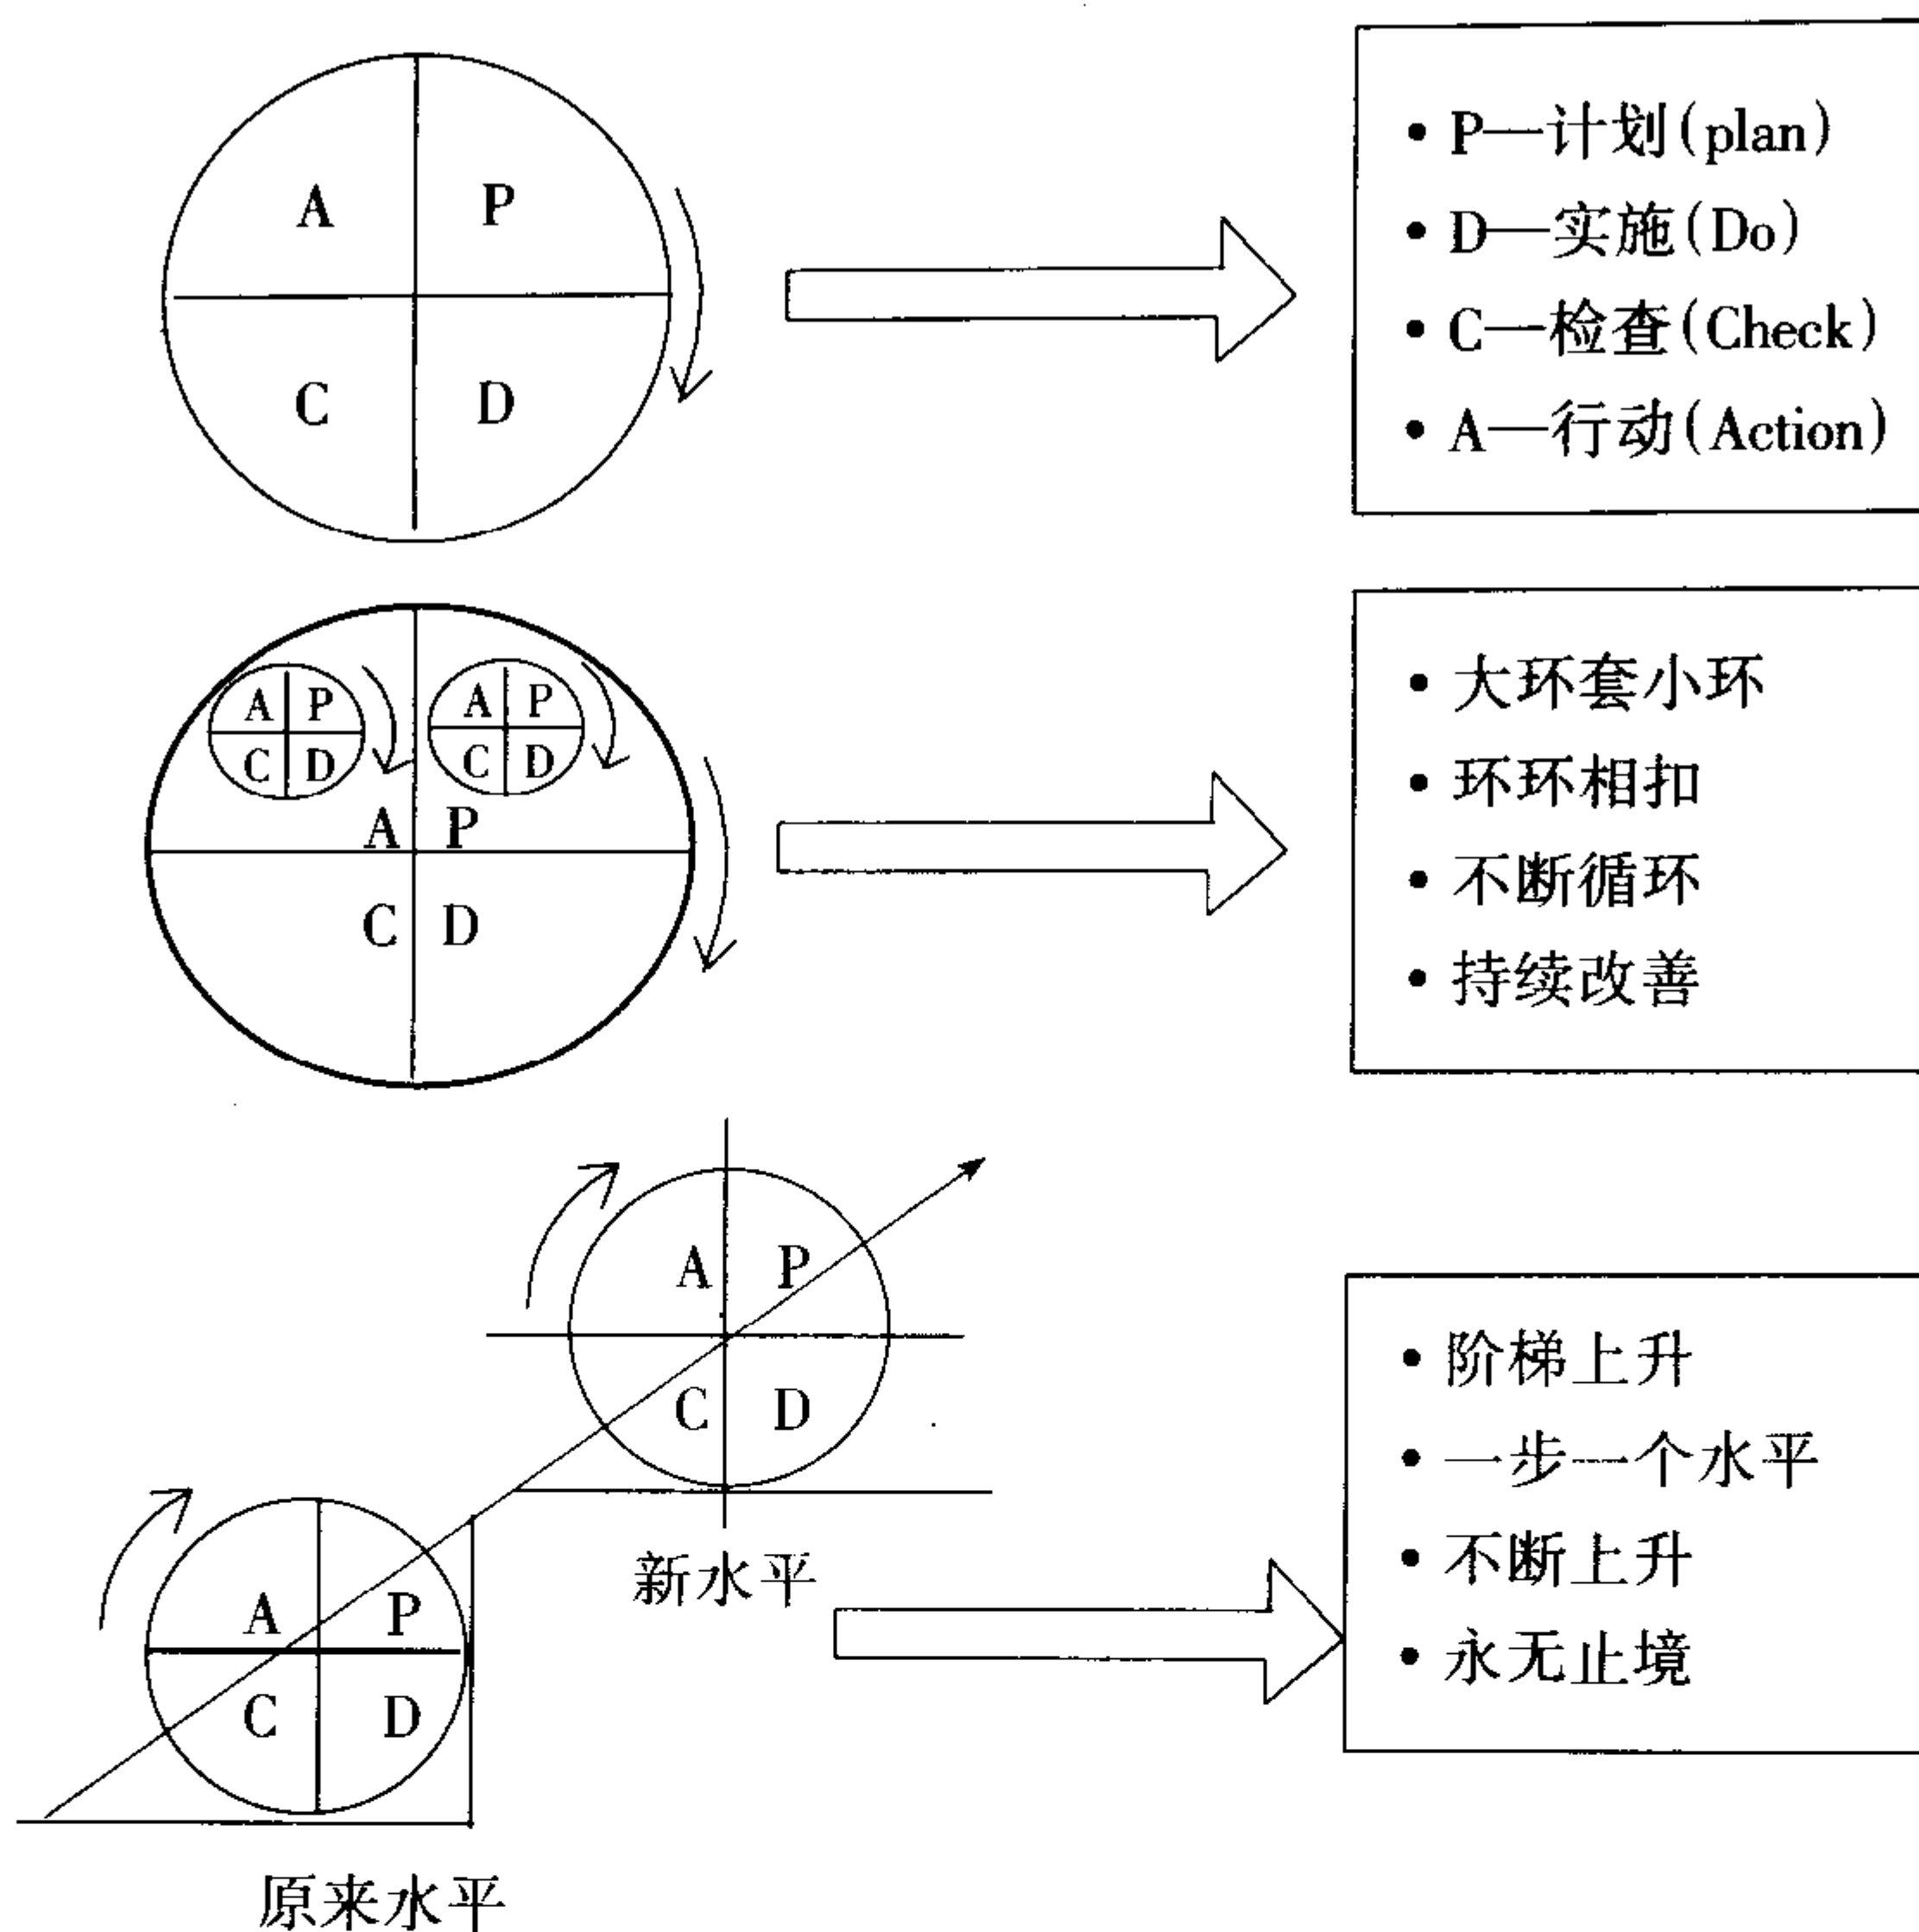 A P
C D
• P—计划(plan)
• D—实施(Do)
• C—检查(Check)
• A—行动(Action)
A P
C D
A P
C D
A P
C D
• 大环套小环
• 环环相扣
• 不断循环
• 持续改善
A P
C D
新水平
A P
C D
原来水平
• 阶梯上升
• 一步一个水平
• 不断上升
• 永无止境